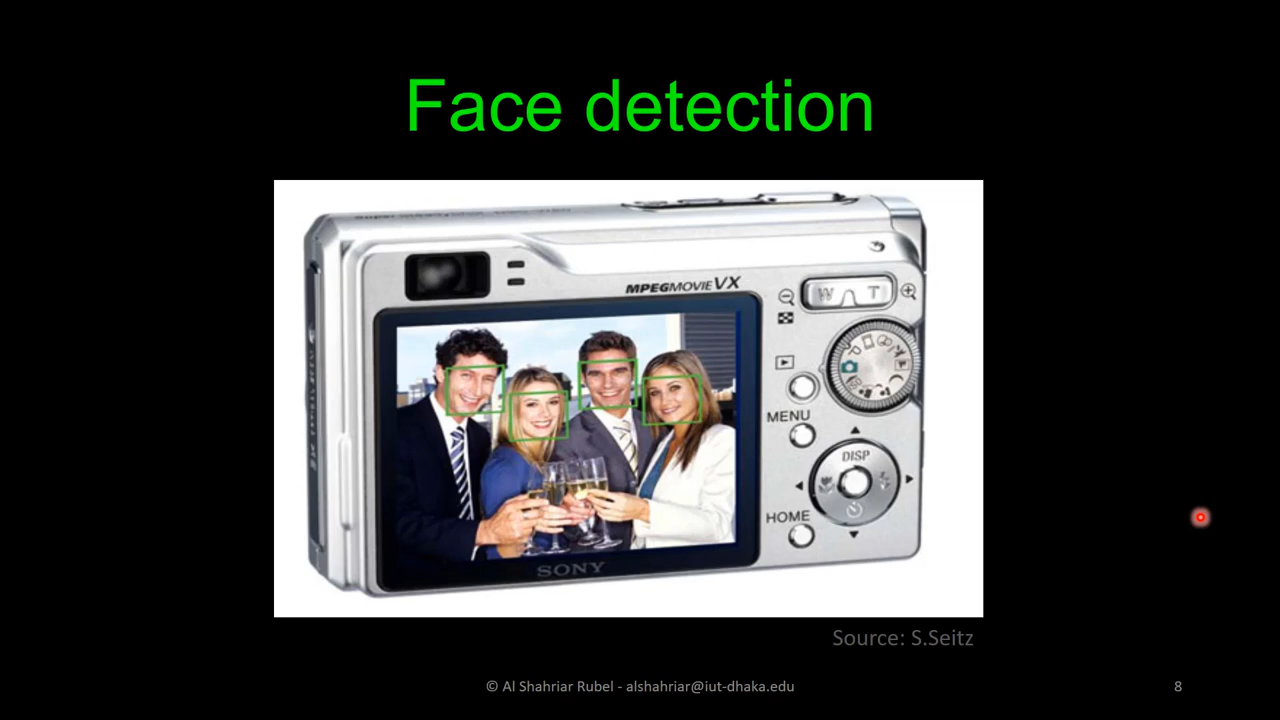 Face detection
MPEGMOVIE VX
W T
MENU
DISP
HOME
SONY
Source: S.Seitz
© Al Shahriar Rubel - alshahriar@iut-dhaka.edu
8